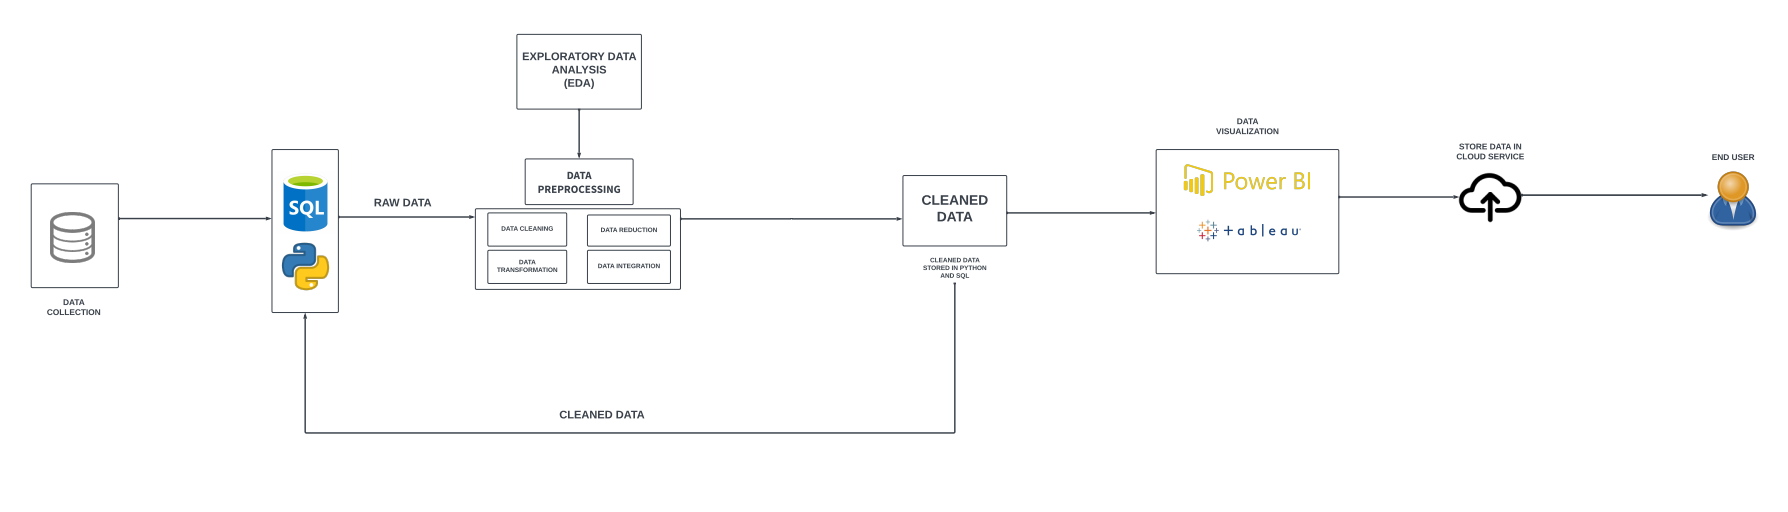 EXPLORATORY DATA
ANALYSIS
(EDA)
DATA
PREPROCESSING
DATA CLEANING
DATA REDUCTION
DATA
TRANSFORMATION
DATA INTEGRATION
DATA
COLLECTION
SQL
RAW DATA
CLEANED
DATA
CLEANED DATA
STORED IN PYTHON
AND SQL
CLEANED DATA
DATA
VISUALIZATION
Power BI
+ableau
STORE DATA IN
CLOUD SERVICE
END USER